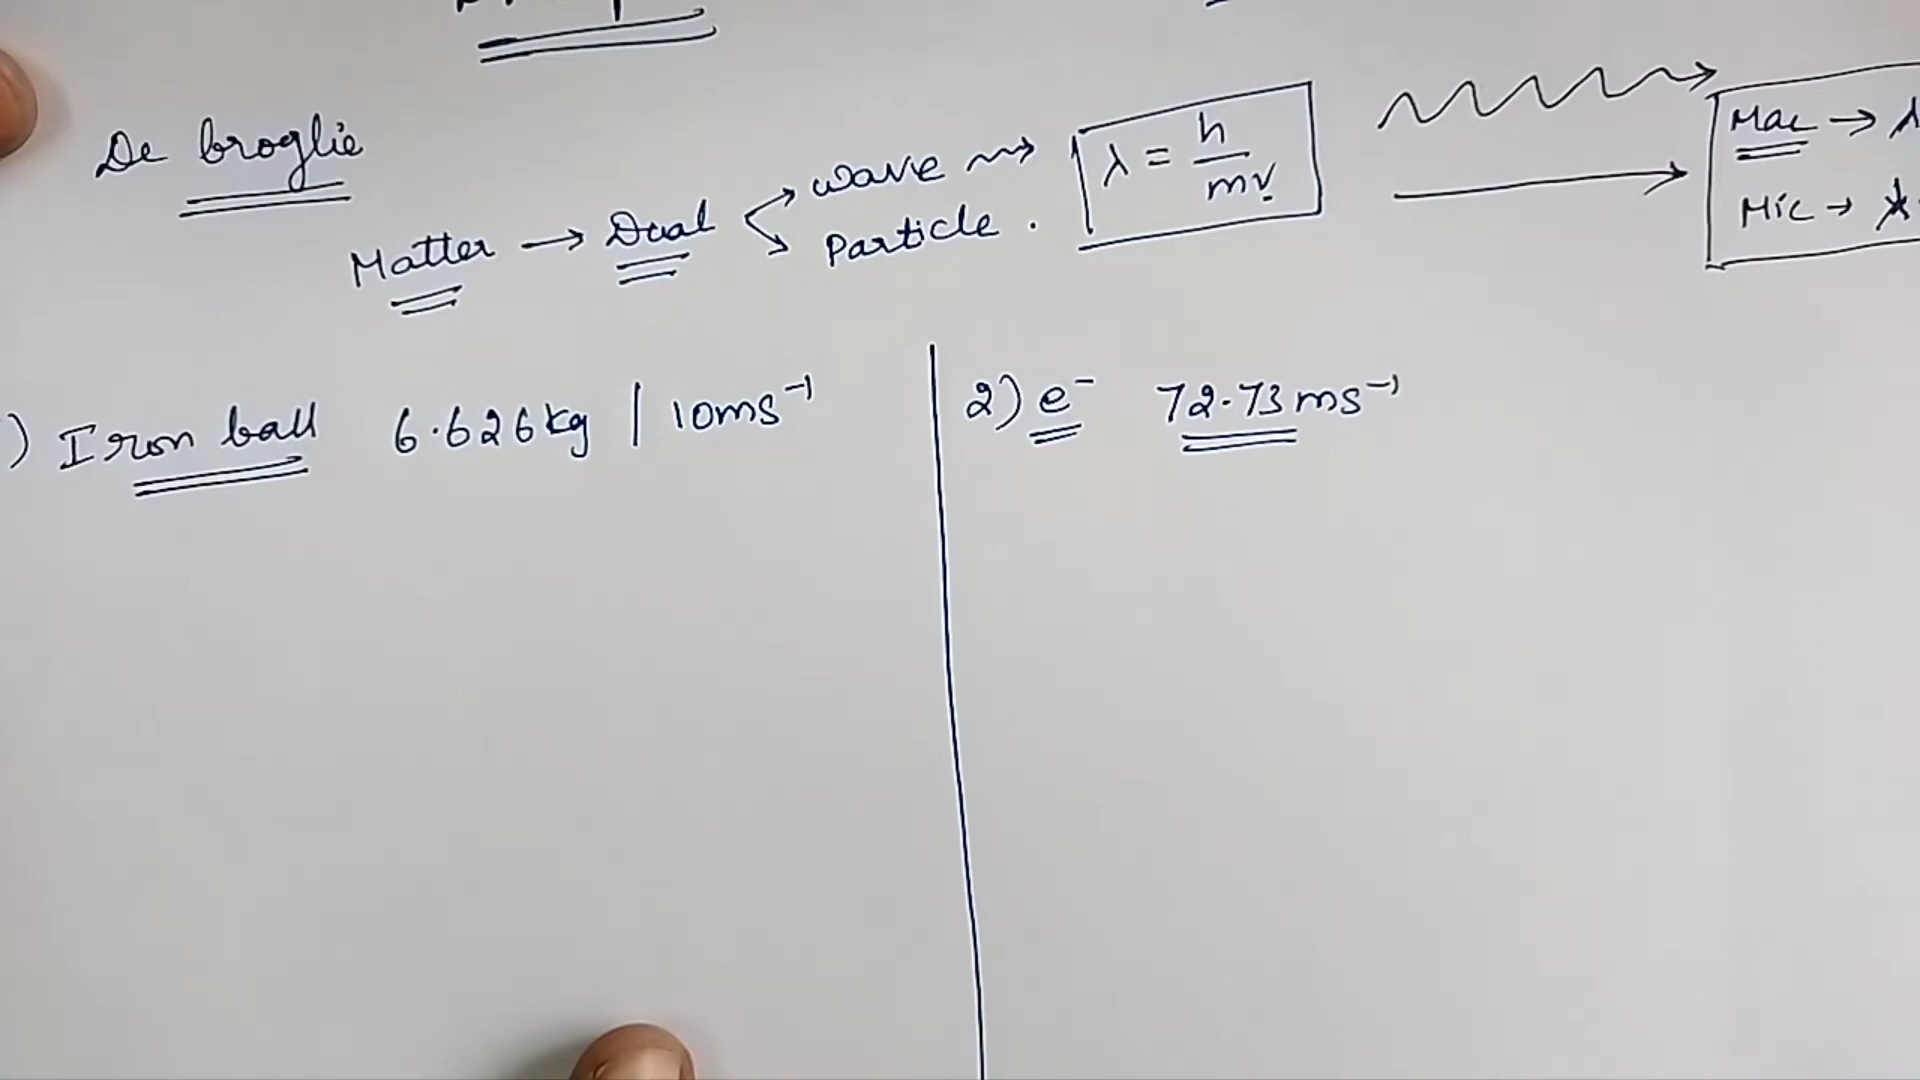 De broglie
Matter → Dual
wave
Particle.
λ = h/mv
Mac → λ
Mic →
) Iron ball 6.626kg | 10ms⁻¹
2) e⁻ 72.73ms⁻¹